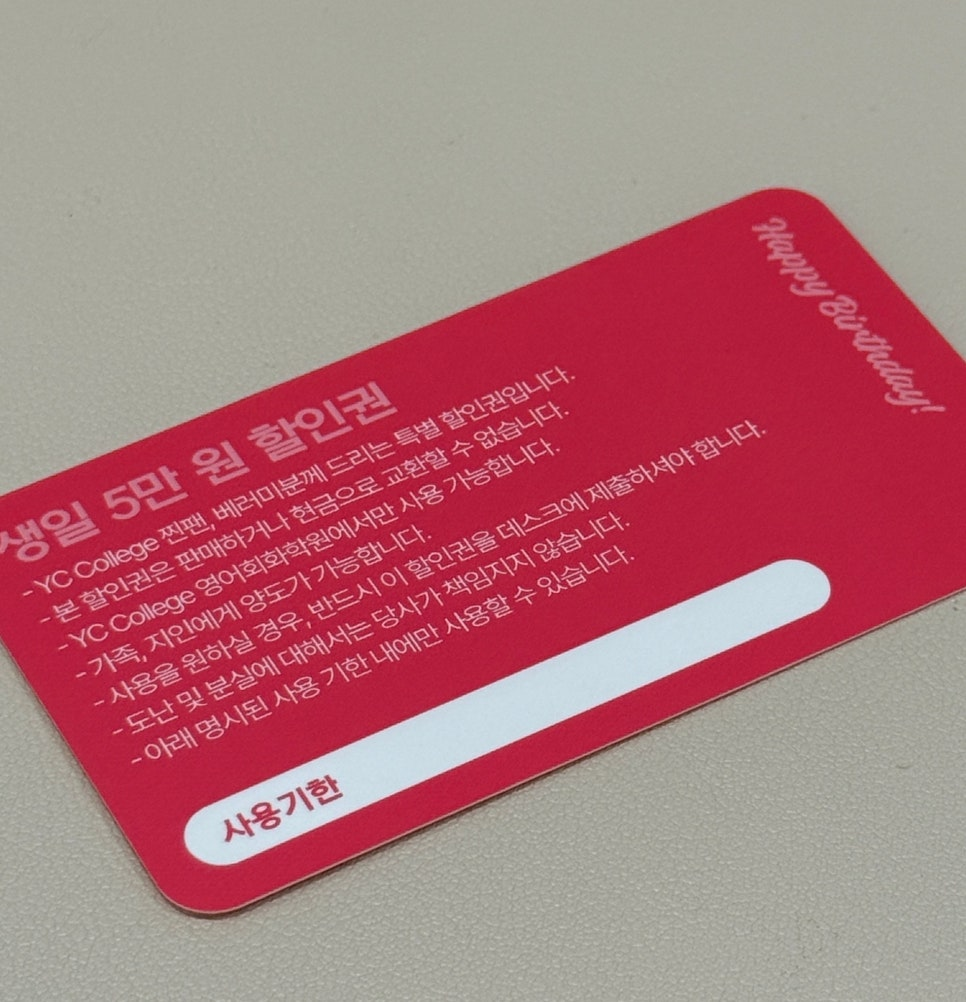 생일 5만 원 할인권
- YC College 찐팬, 베러미분께 드리는 특별 할인권입니다.
- 본 할인권은 판매하거나 현금으로 교환할 수 없습니다.
- YC College 영어회화학원에서만 사용 가능합니다.
- 가족, 지인에게 양도가 가능합니다.
- 사용을 원하실 경우, 반드시 이 할인권을 데스크에 제출하셔야 합니다.
- 도난 및 분실에 대해서는 당사가 책임지지 않습니다.
- 아래 명시된 사용 기한 내에만 사용할 수 있습니다.
사용기한
Happy Birthday!